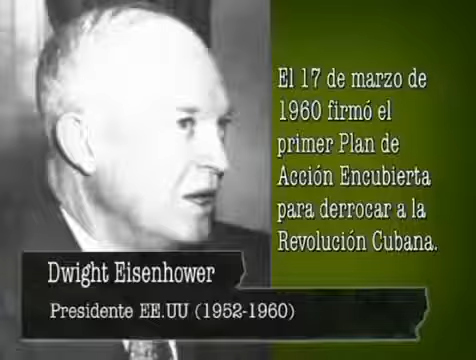 El 17 de marzo de
1960 firmó el
primer Plan de
Acción Encubierta
para derrocar a la
Revolución Cubana.
Dwight Eisenhower
Presidente EE.UU (1952-1960)